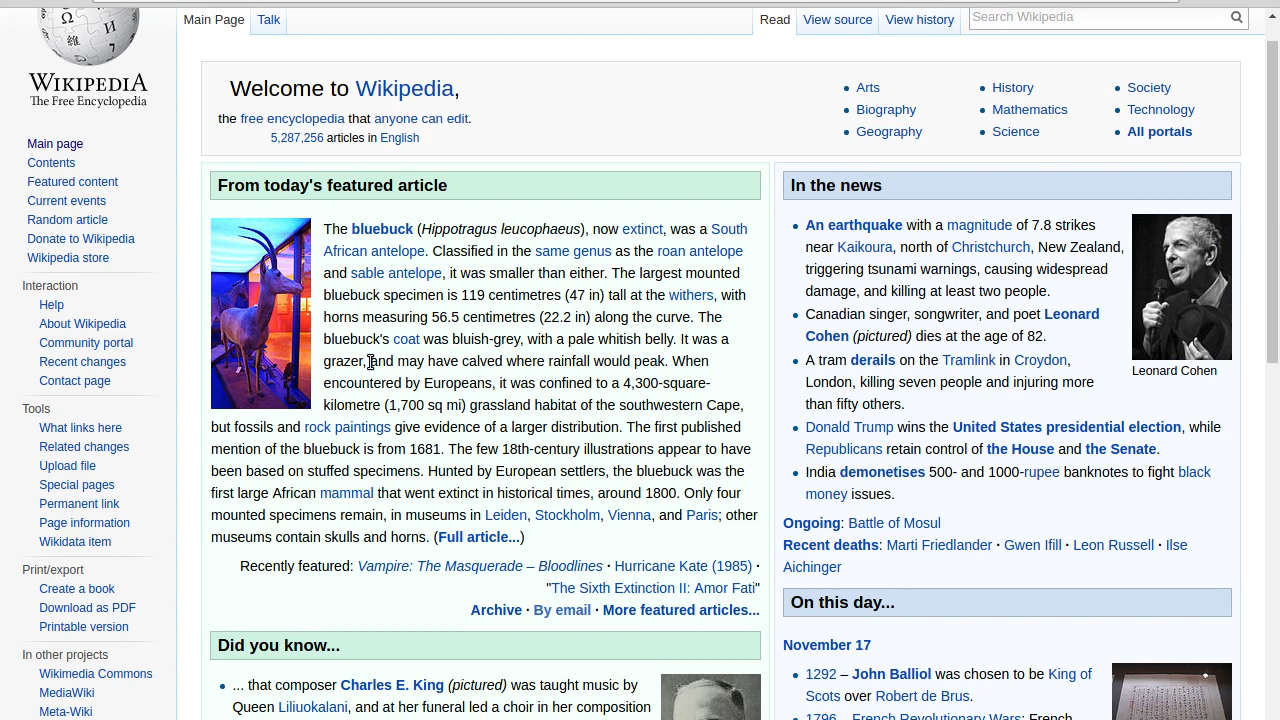 WIKIPEDIA
The Free Encyclopedia
Main page
Contents
Featured content
Current events
Random article
Donate to Wikipedia
Wikipedia store
Interaction
Help
About Wikipedia
Community portal
Recent changes
Contact page
Tools
What links here
Related changes
Upload file
Special pages
Permanent link
Page information
Wikidata item
Print/export
Create a book
Download as PDF
Printable version
In other projects
Wikimedia Commons
MediaWiki
Meta-Wiki
Main Page Talk
Read View source View history Search Wikipedia
Welcome to Wikipedia,
the free encyclopedia that anyone can edit.
5,287,256 articles in English
• Arts
• Biography
• Geography
• History
• Mathematics
• Science
• Society
• Technology
• All portals
From today's featured article
The bluebuck (Hippotragus leucophaeus), now extinct, was a South
African antelope. Classified in the same genus as the roan antelope
and sable antelope, it was smaller than either. The largest mounted
bluebuck specimen is 119 centimetres (47 in) tall at the withers, with
horns measuring 56.5 centimetres (22.2 in) along the curve. The
bluebuck's coat was bluish-grey, with a pale whitish belly. It was a
grazer, and may have calved where rainfall would peak. When
encountered by Europeans, it was confined to a 4,300-square-
kilometre (1,700 sq mi) grassland habitat of the southwestern Cape,
but fossils and rock paintings give evidence of a larger distribution. The first published
mention of the bluebuck is from 1681. The few 18th-century illustrations appear to have
been based on stuffed specimens. Hunted by European settlers, the bluebuck was the
first large African mammal that went extinct in historical times, around 1800. Only four
mounted specimens remain, in museums in Leiden, Stockholm, Vienna, and Paris; other
museums contain skulls and horns. (Full article...)
Recently featured: Vampire: The Masquerade – Bloodlines · Hurricane Kate (1985) ·
"The Sixth Extinction II: Amor Fati"
Archive · By email · More featured articles...
Did you know...
• ... that composer Charles E. King (pictured) was taught music by
Queen Liliuokalani, and at her funeral led a choir in her composition
In the news
• An earthquake with a magnitude of 7.8 strikes
near Kaikoura, north of Christchurch, New Zealand,
triggering tsunami warnings, causing widespread
damage, and killing at least two people.
• Canadian singer, songwriter, and poet Leonard
Cohen (pictured) dies at the age of 82.
• A tram derails on the Tramlink in Croydon,
London, killing seven people and injuring more
than fifty others.
Leonard Cohen
• Donald Trump wins the United States presidential election, while
Republicans retain control of the House and the Senate.
• India demonetises 500- and 1000-rupee banknotes to fight black
money issues.
Ongoing: Battle of Mosul
Recent deaths: Marti Friedlander · Gwen Ifill · Leon Russell · Ilse
Aichinger
On this day...
November 17
• 1292 – John Balliol was chosen to be King of
Scots over Robert de Brus.
• 1796 – French Revolutionary Wars: French